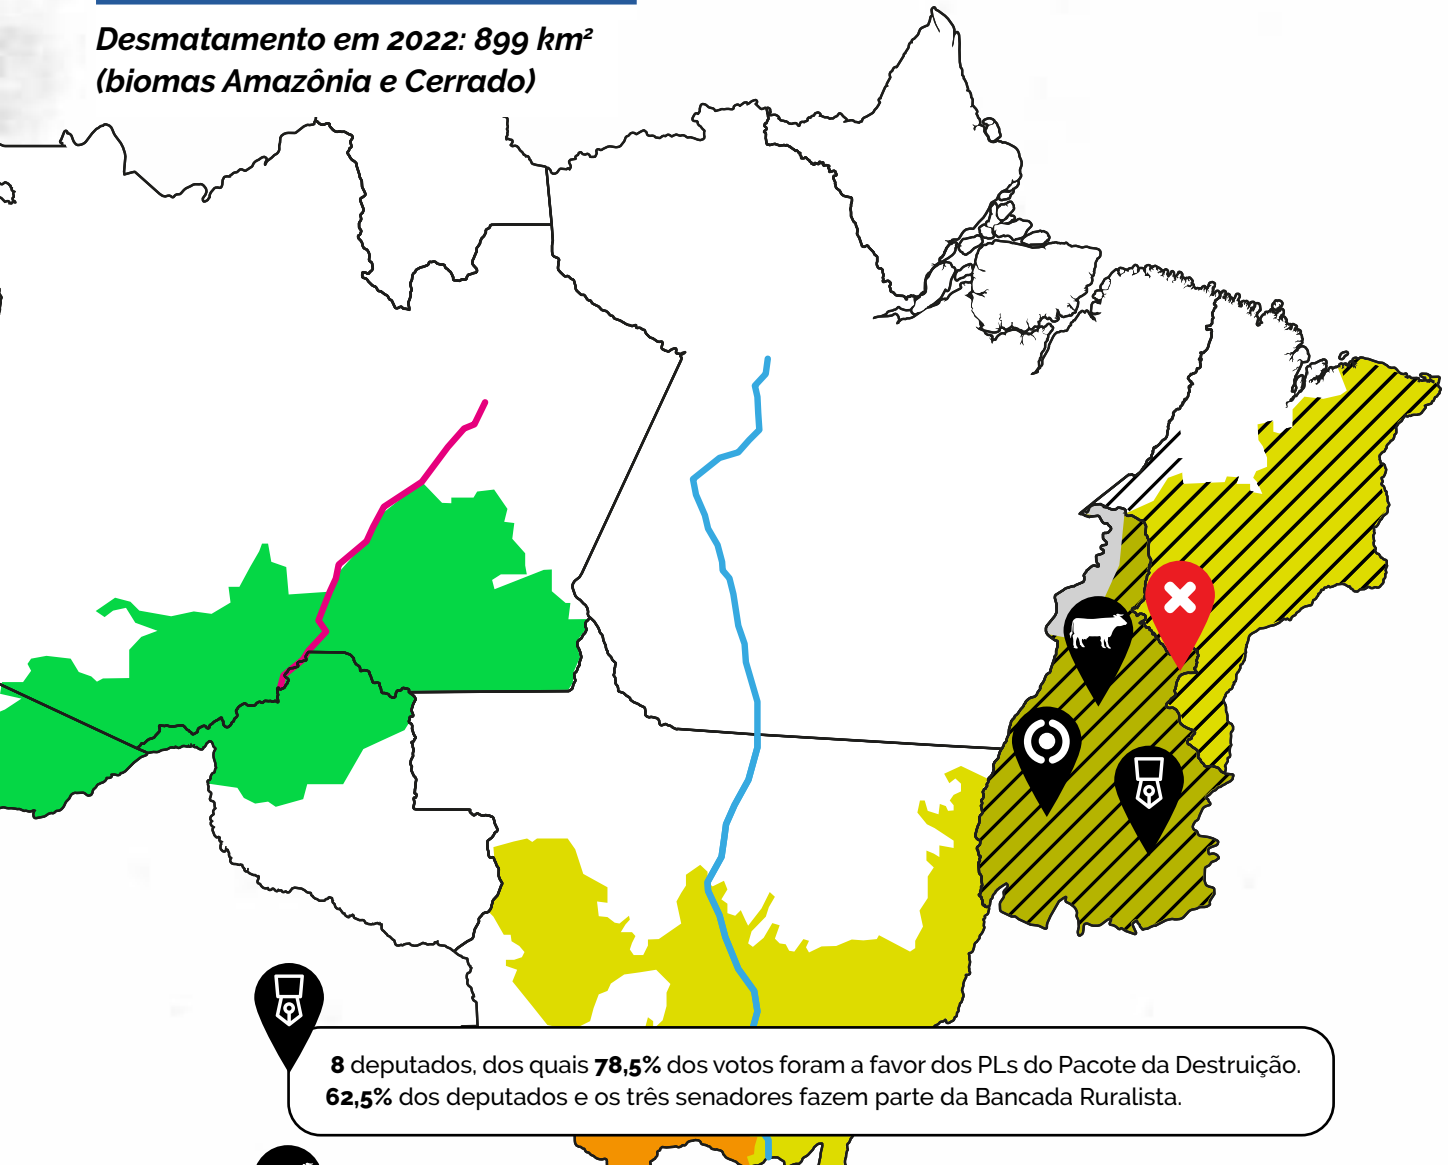 Desmatamento em 2022: 899 km²
(biomas Amazônia e Cerrado)
8 deputados, dos quais 78,5% dos votos foram a favor dos PLs do Pacote da Destruição.
62,5% dos deputados e os três senadores fazem parte da Bancada Ruralista.